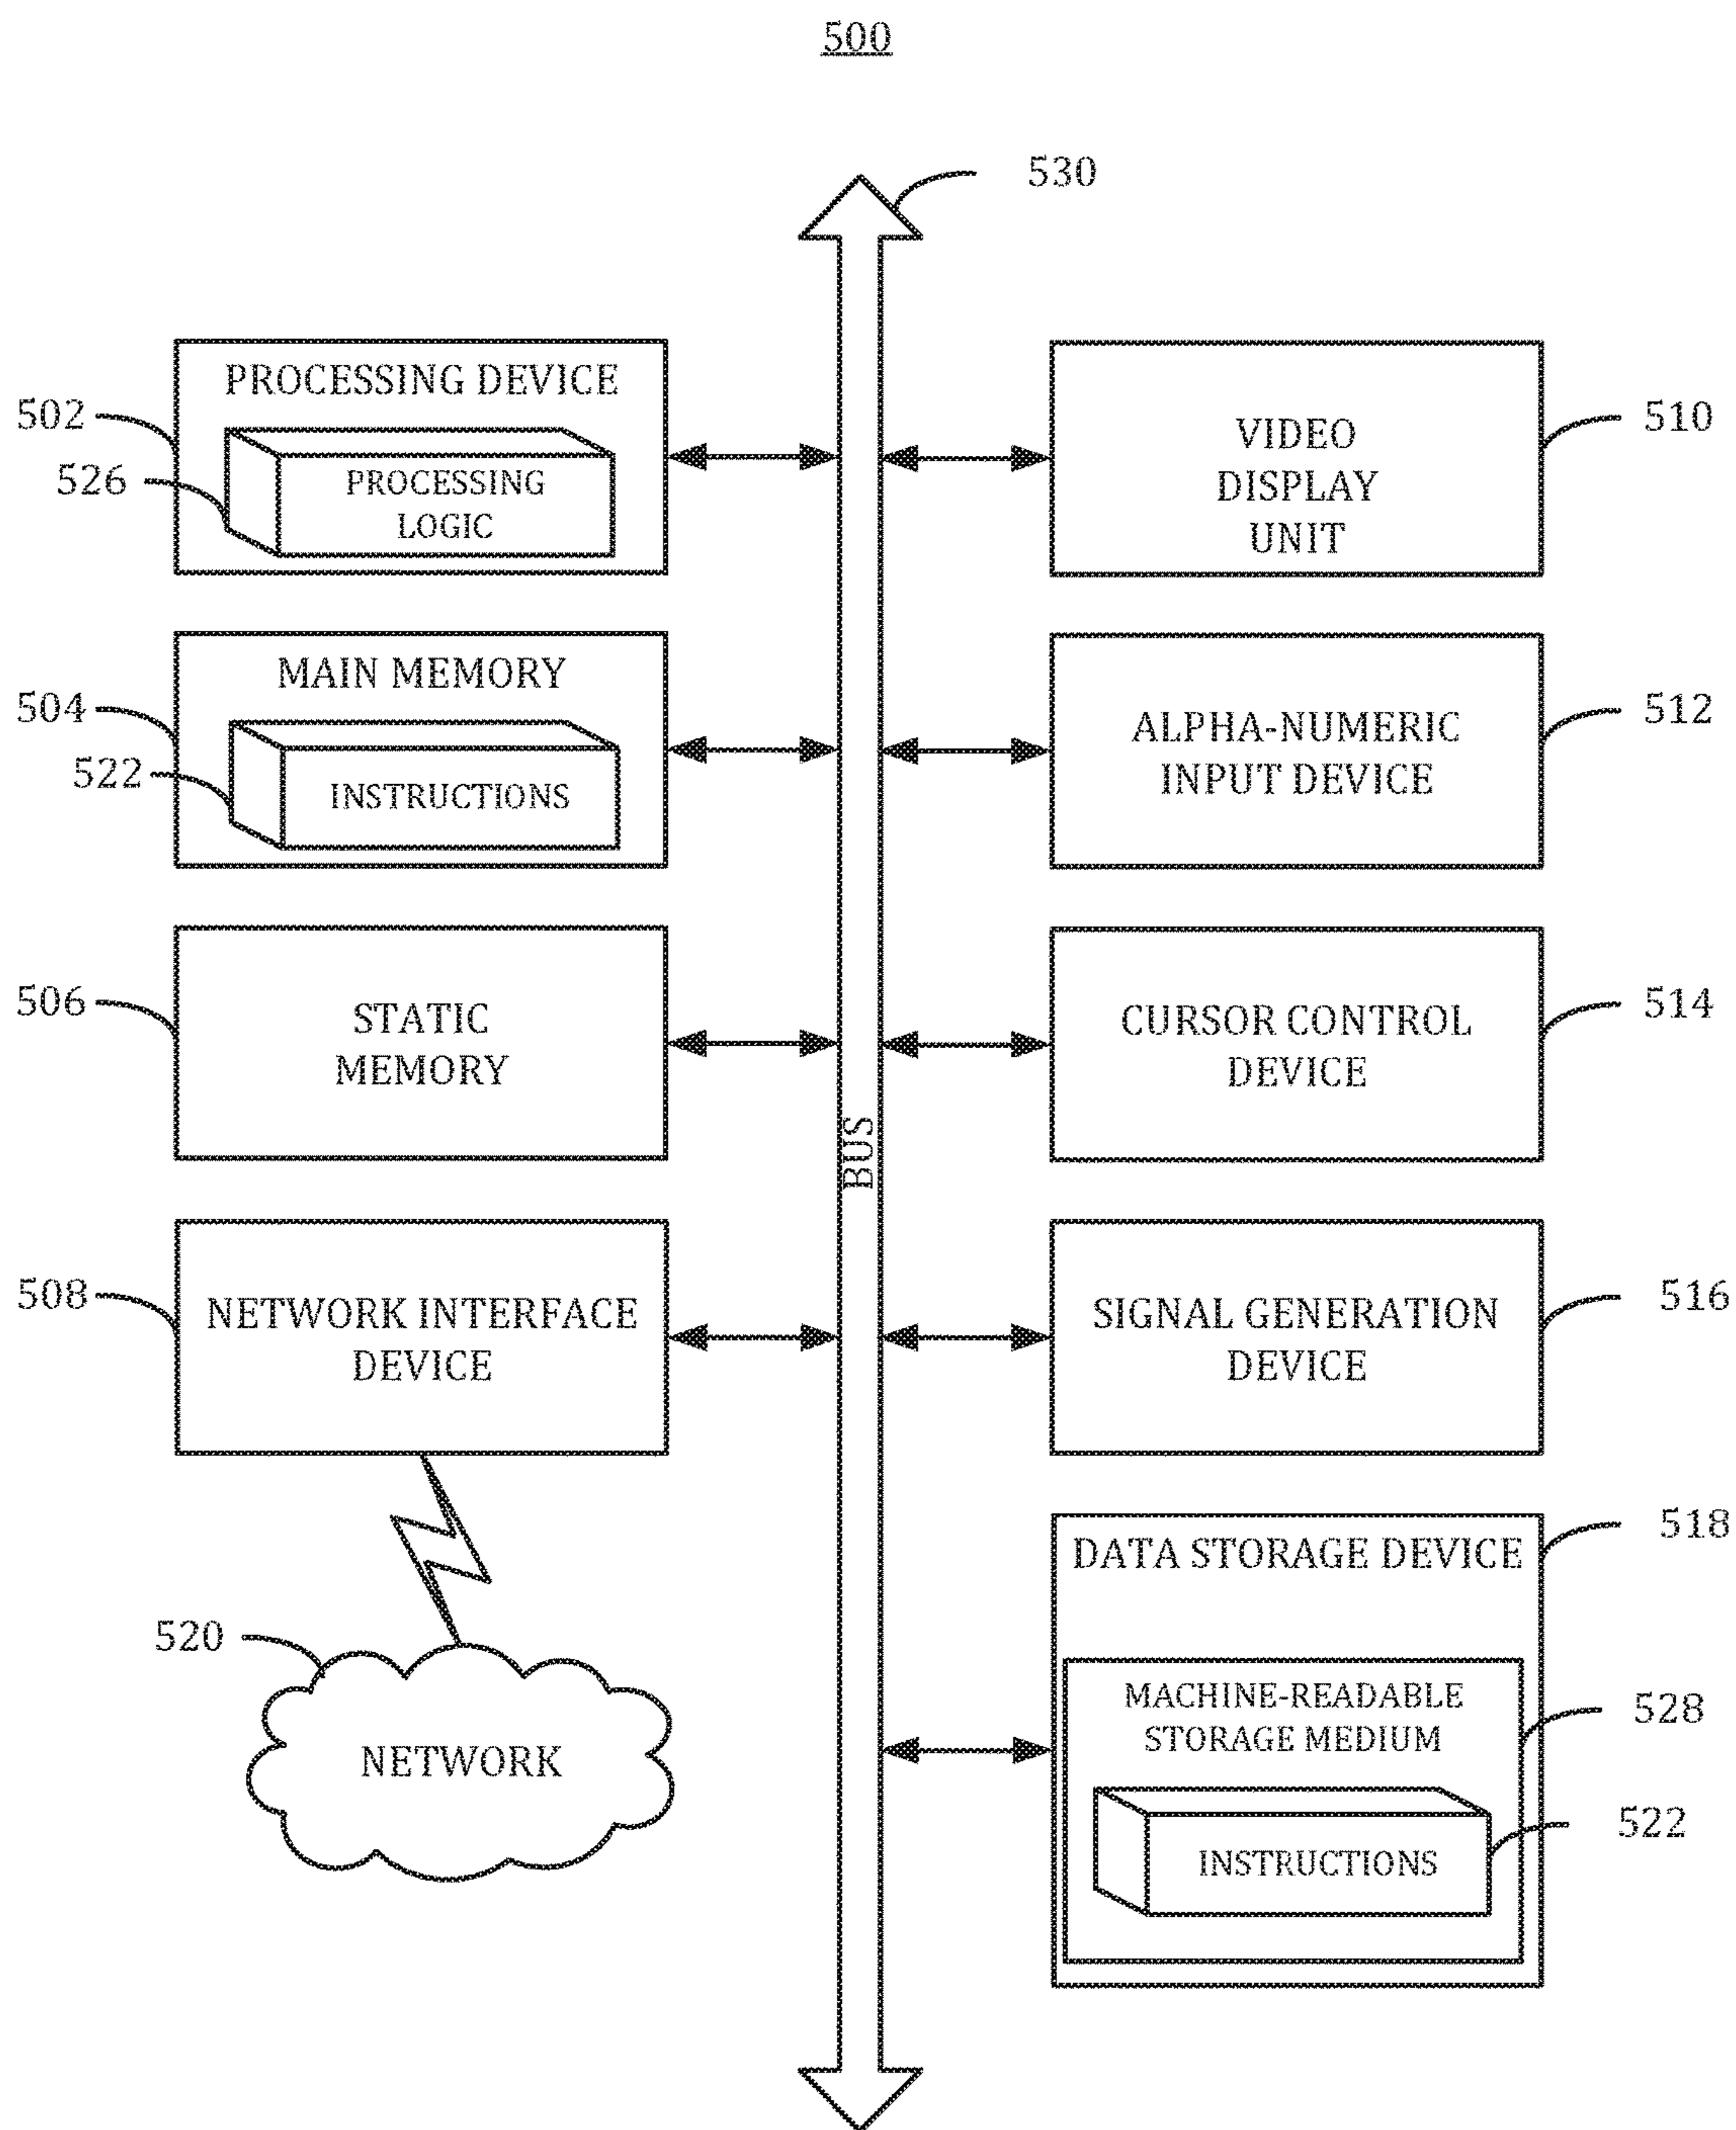 500
530
PROCESSING DEVICE
502
526
PROCESSING
LOGIC
VIDEO
DISPLAY
UNIT
510
MAIN MEMORY
504
522
INSTRUCTIONS
ALPHA-NUMERIC
INPUT DEVICE
512
506
STATIC
MEMORY
CURSOR CONTROL
DEVICE
514
BUS
508
NETWORK INTERFACE
DEVICE
SIGNAL GENERATION
DEVICE
516
518
DATA STORAGE DEVICE
520
NETWORK
MACHINE-READABLE
STORAGE MEDIUM
528
INSTRUCTIONS
522